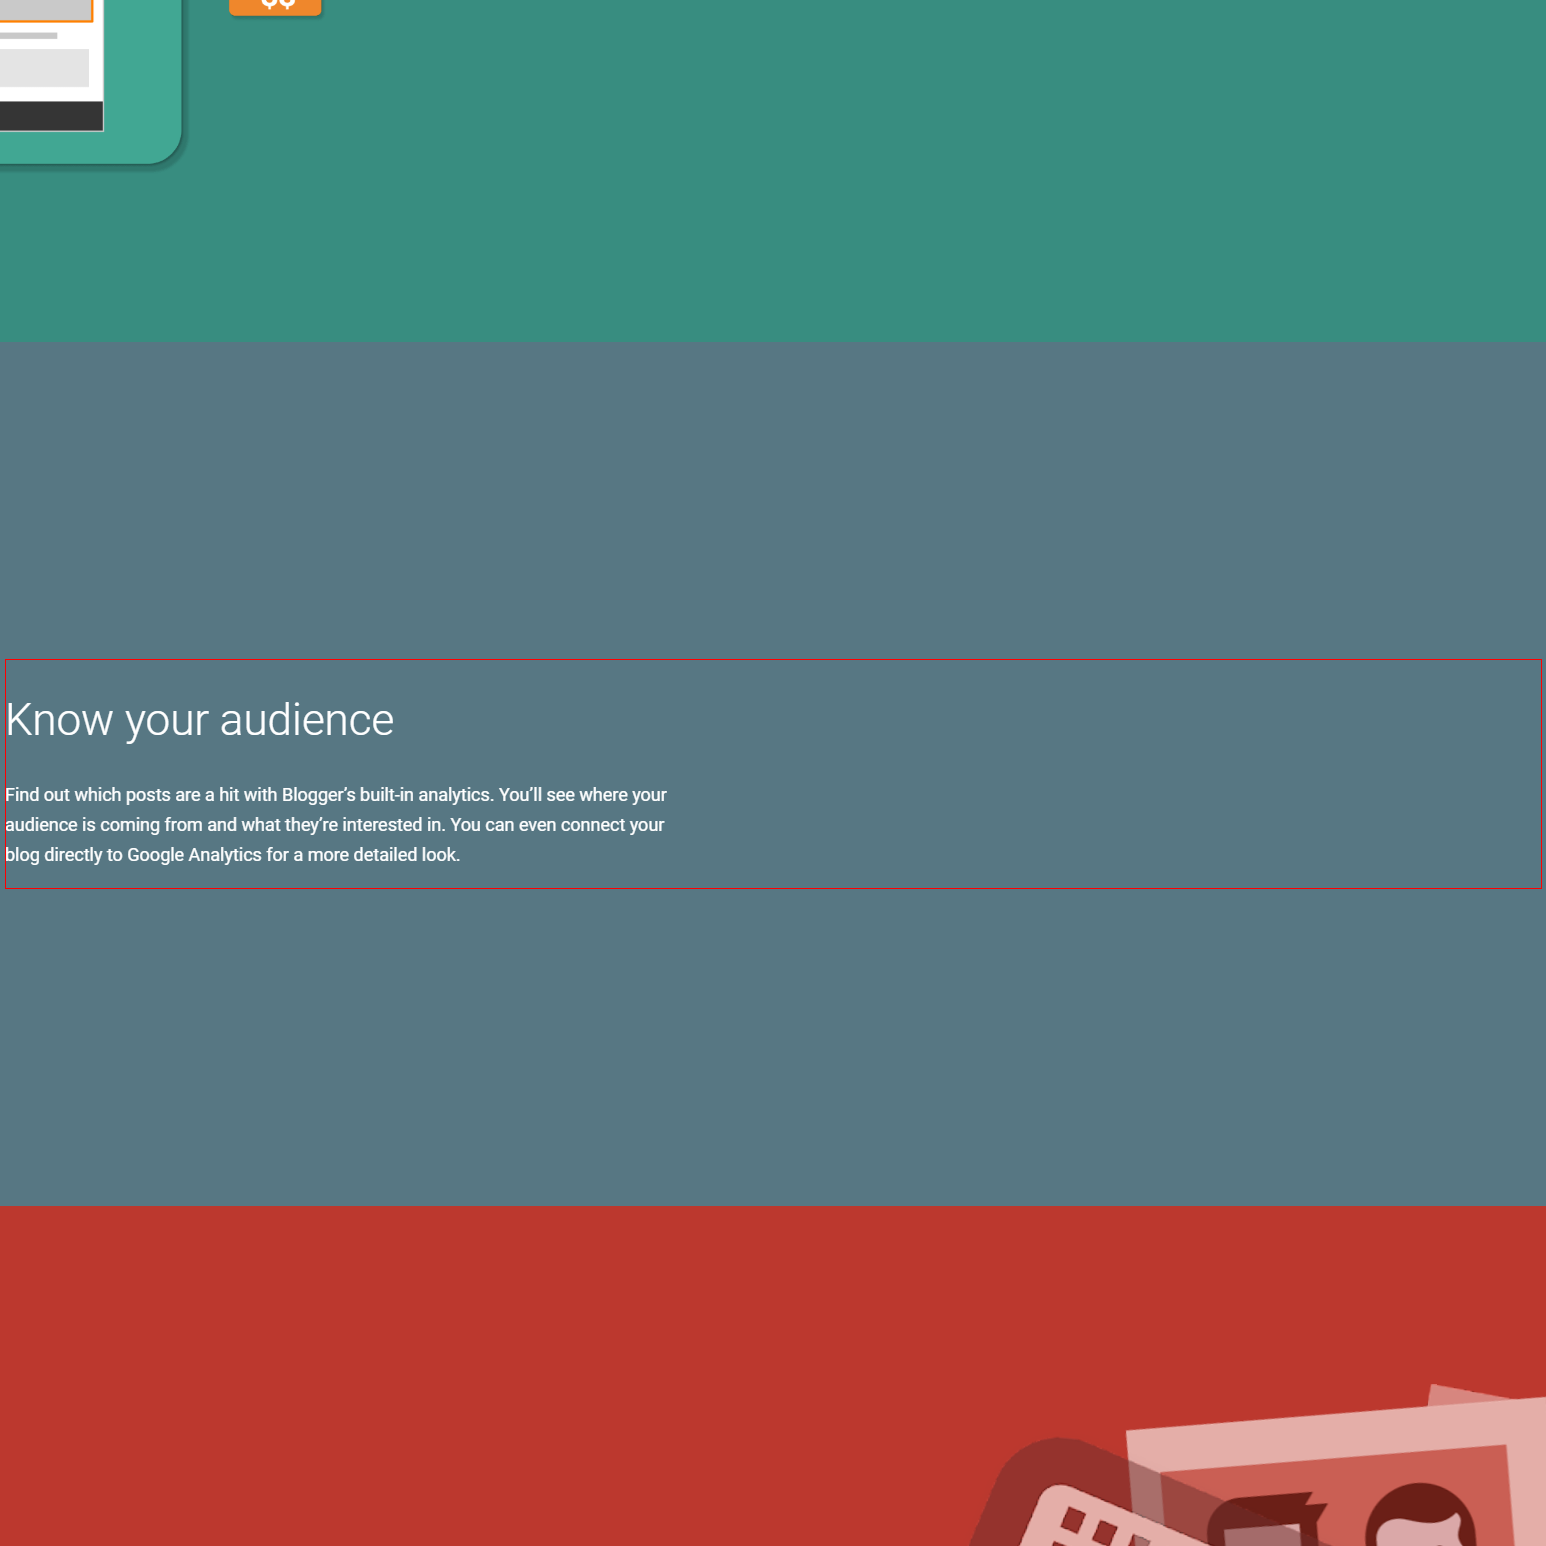 $$
Know your audience
Find out which posts are a hit with Blogger’s built-in analytics. You’ll see where your
audience is coming from and what they’re interested in. You can even connect your
blog directly to Google Analytics for a more detailed look.